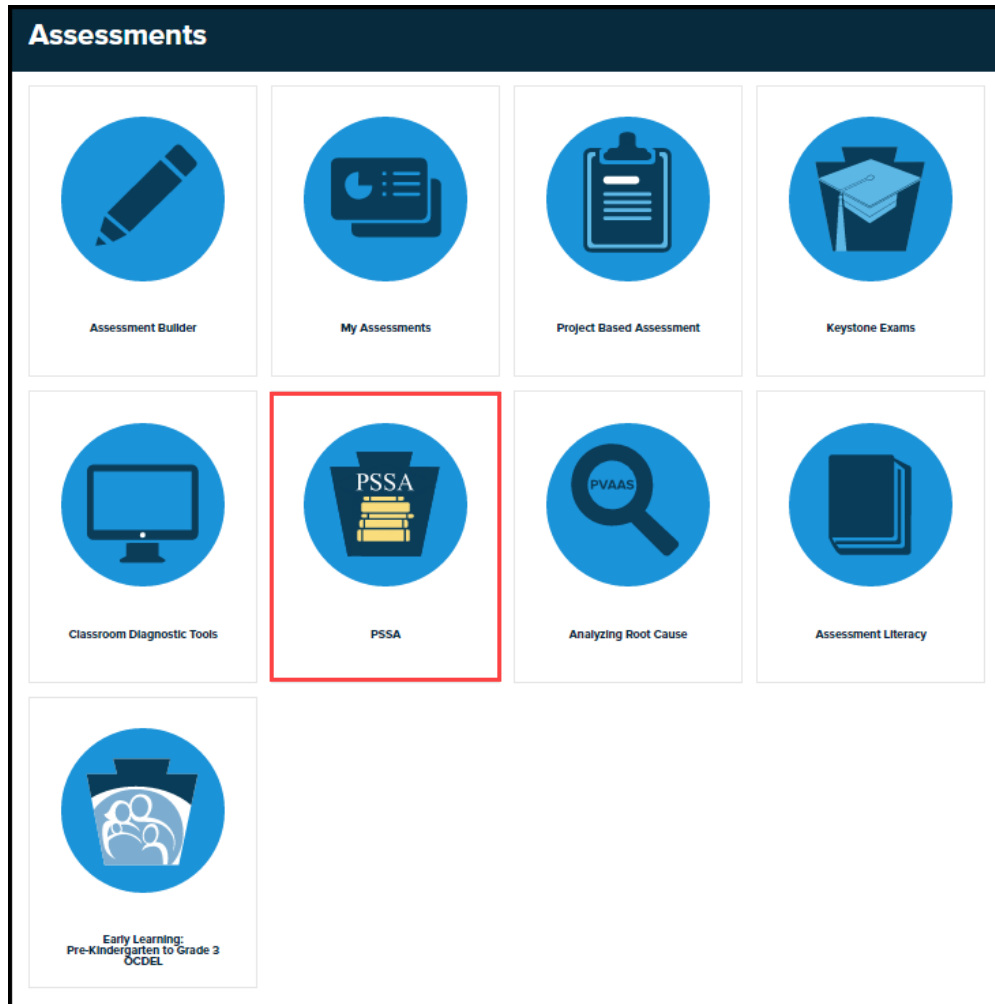 Assessments
Assessment Builder
My Assessments
Project Based Assessment
Keystone Exams
PSSA
PVAAS
Classroom Diagnostic Tools
PSSA
Analyzing Root Cause
Assessment Literacy
Early Learning:
Pre-Kindergarten to Grade 3
OCDEL